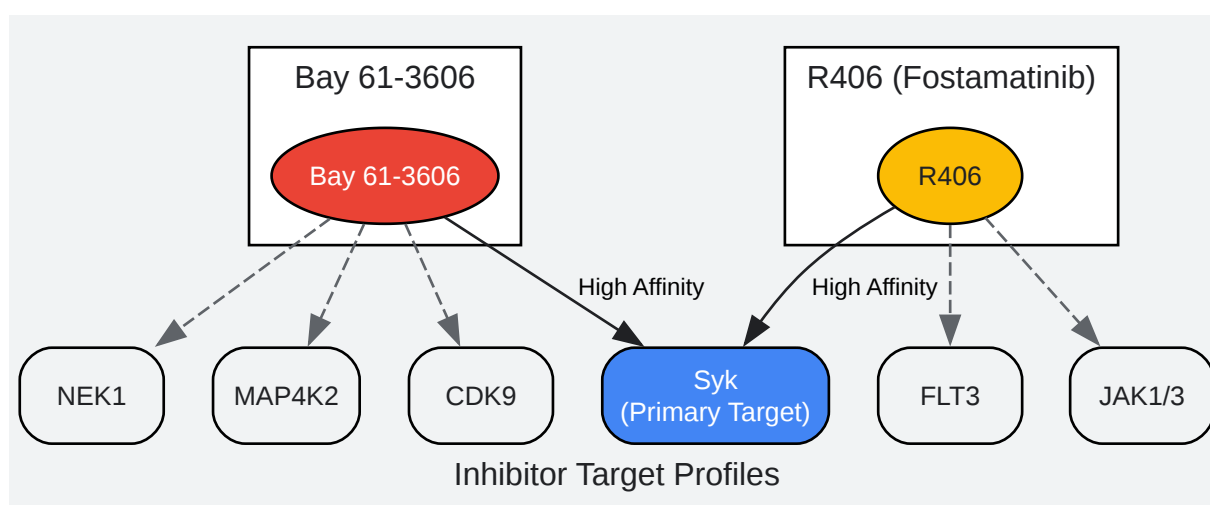 Bay 61-3606
R406 (Fostamatinib)
Bay 61-3606
R406
High Affinity
High Affinity
NEK1
MAP4K2
CDK9
Syk
(Primary Target)
FLT3
JAK1/3
Inhibitor Target Profiles